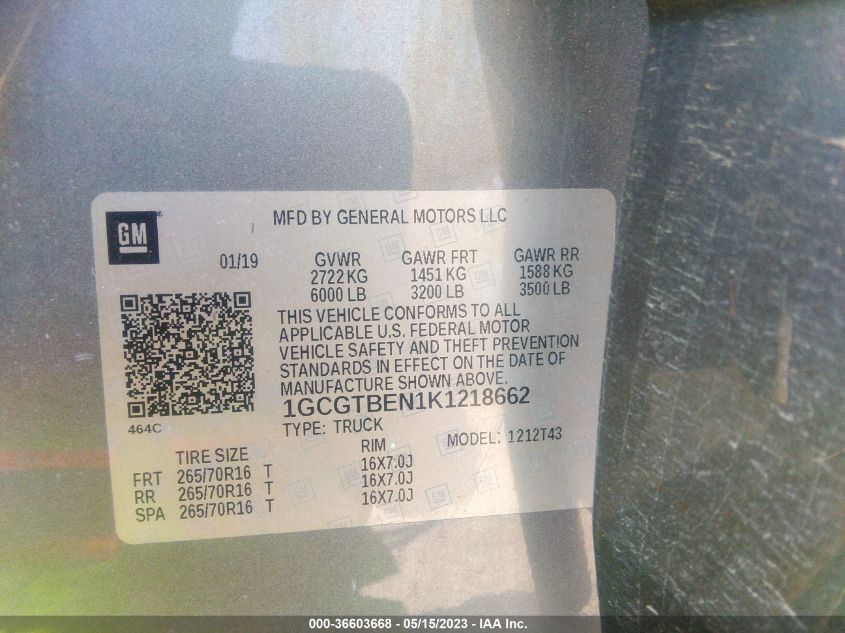 MFD BY GENERAL MOTORS LLC
GM
01/19 GVWR GAWR FRT GAWR RR
2722 KG 1451 KG 1588 KG
6000 LB 3200 LB 3500 LB
THIS VEHICLE CONFORMS TO ALL
APPLICABLE U.S. FEDERAL MOTOR
VEHICLE SAFETY AND THEFT PREVENTION
STANDARDS IN EFFECT ON THE DATE OF
MANUFACTURE SHOWN ABOVE.
1GCGTBEN1K1218662
464C
TYPE: TRUCK MODEL: 1212T43
TIRE SIZE RIM
FRT 265/70R16 T 16X7.0J
RR 265/70R16 T 16X7.0J
SPA 265/70R16 T 16X7.0J
000-36603668 - 05/15/2023 - IAA Inc.